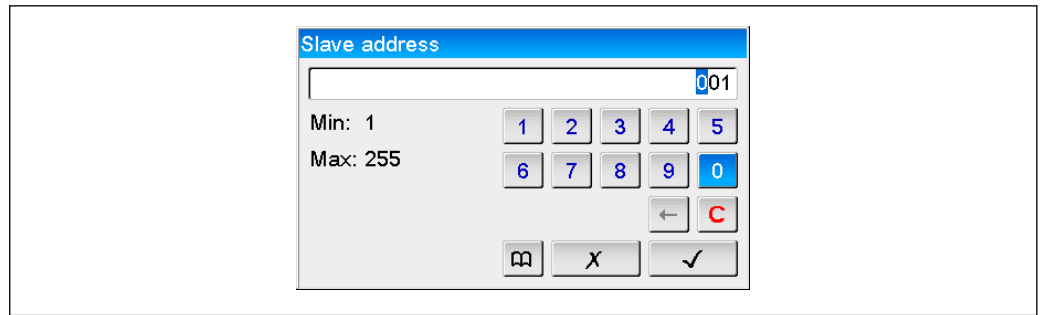 Slave address
001
Min: 1
Max: 255
1 2 3 4 5
6 7 8 9 0
← C
✗ ✓